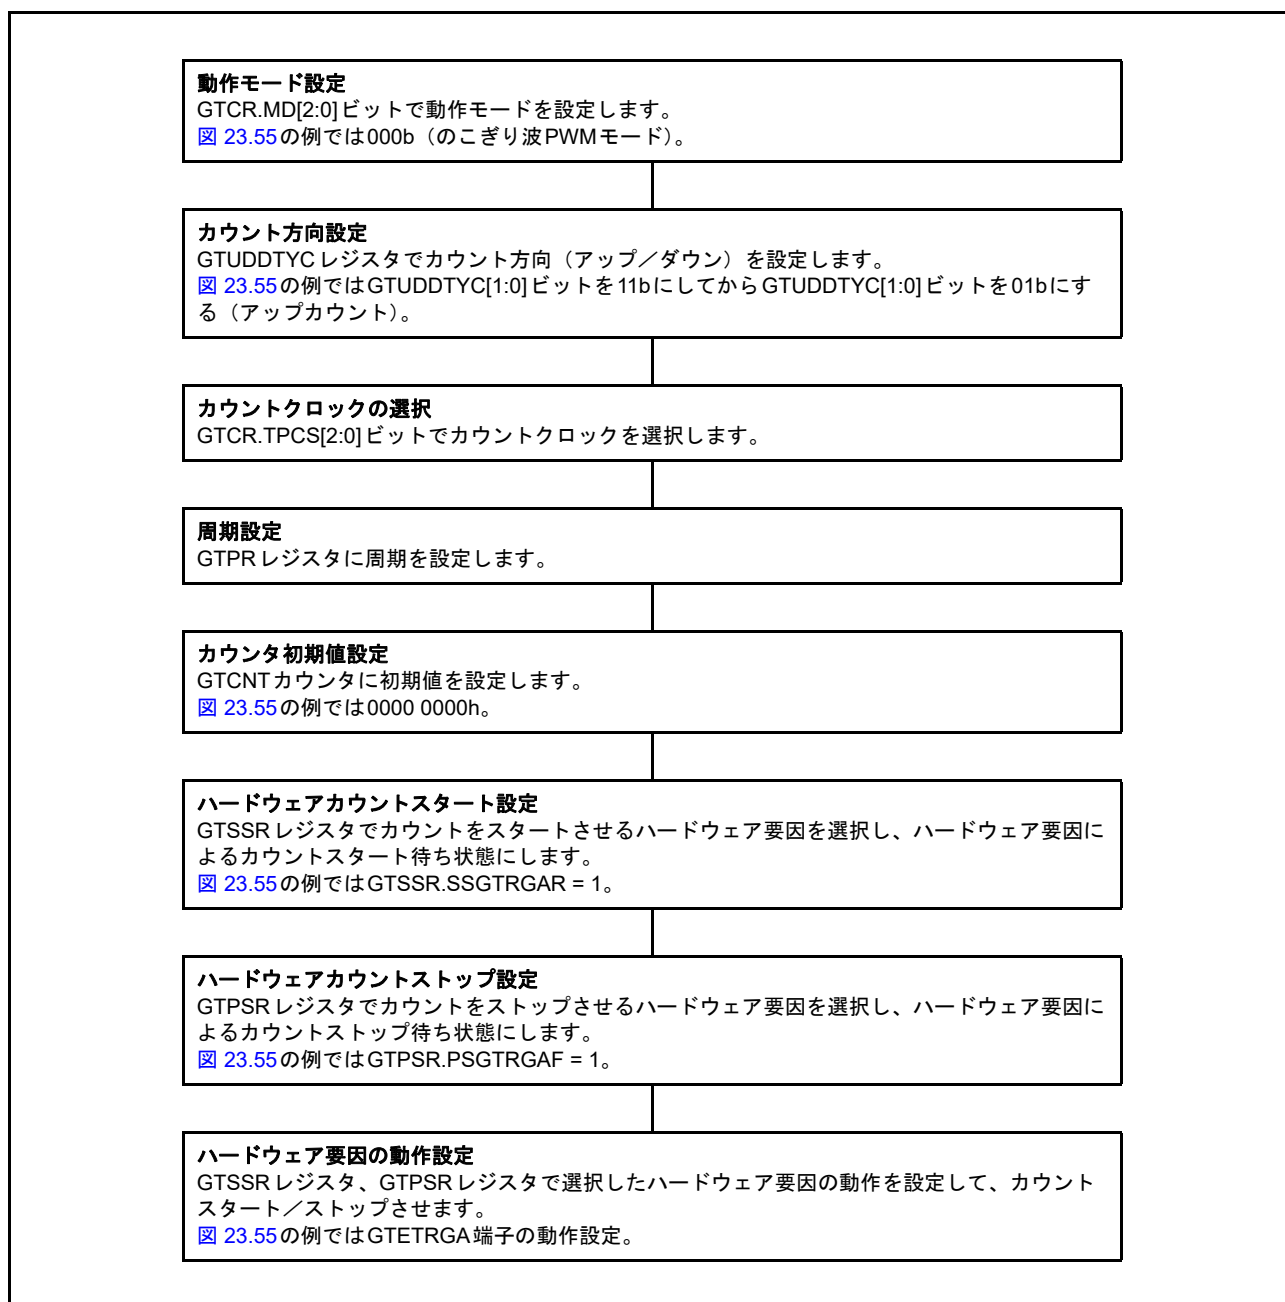 動作モード設定
GTCR.MD[2:0]ビットで動作モードを設定します。
図 23.55の例では000b（のこぎり波PWMモード）。
カウント方向設定
GTUDDTYCレジスタでカウント方向（アップ／ダウン）を設定します。
図 23.55の例ではGTUDDTYC[1:0]ビットを11bにしてからGTUDDTYC[1:0]ビットを01bにす
る（アップカウント）。
カウントクロックの選択
GTCR.TPCS[2:0]ビットでカウントクロックを選択します。
周期設定
GTPRレジスタに周期を設定します。
カウンタ初期値設定
GTCNTカウンタに初期値を設定します。
図 23.55の例では0000 0000h。
ハードウェアカウントスタート設定
GTSSRレジスタでカウントをスタートさせるハードウェア要因を選択し、ハードウェア要因に
よるカウントスタート待ち状態にします。
図 23.55の例ではGTSSR.SSGTRGAR = 1。
ハードウェアカウントストップ設定
GTPSRレジスタでカウントをストップさせるハードウェア要因を選択し、ハードウェア要因に
よるカウントストップ待ち状態にします。
図 23.55の例ではGTPSR.PSGTRGAF = 1。
ハードウェア要因の動作設定
GTSSRレジスタ、GTPSRレジスタで選択したハードウェア要因の動作を設定して、カウント
スタート／ストップさせます。
図 23.55の例ではGTETRGA端子の動作設定。